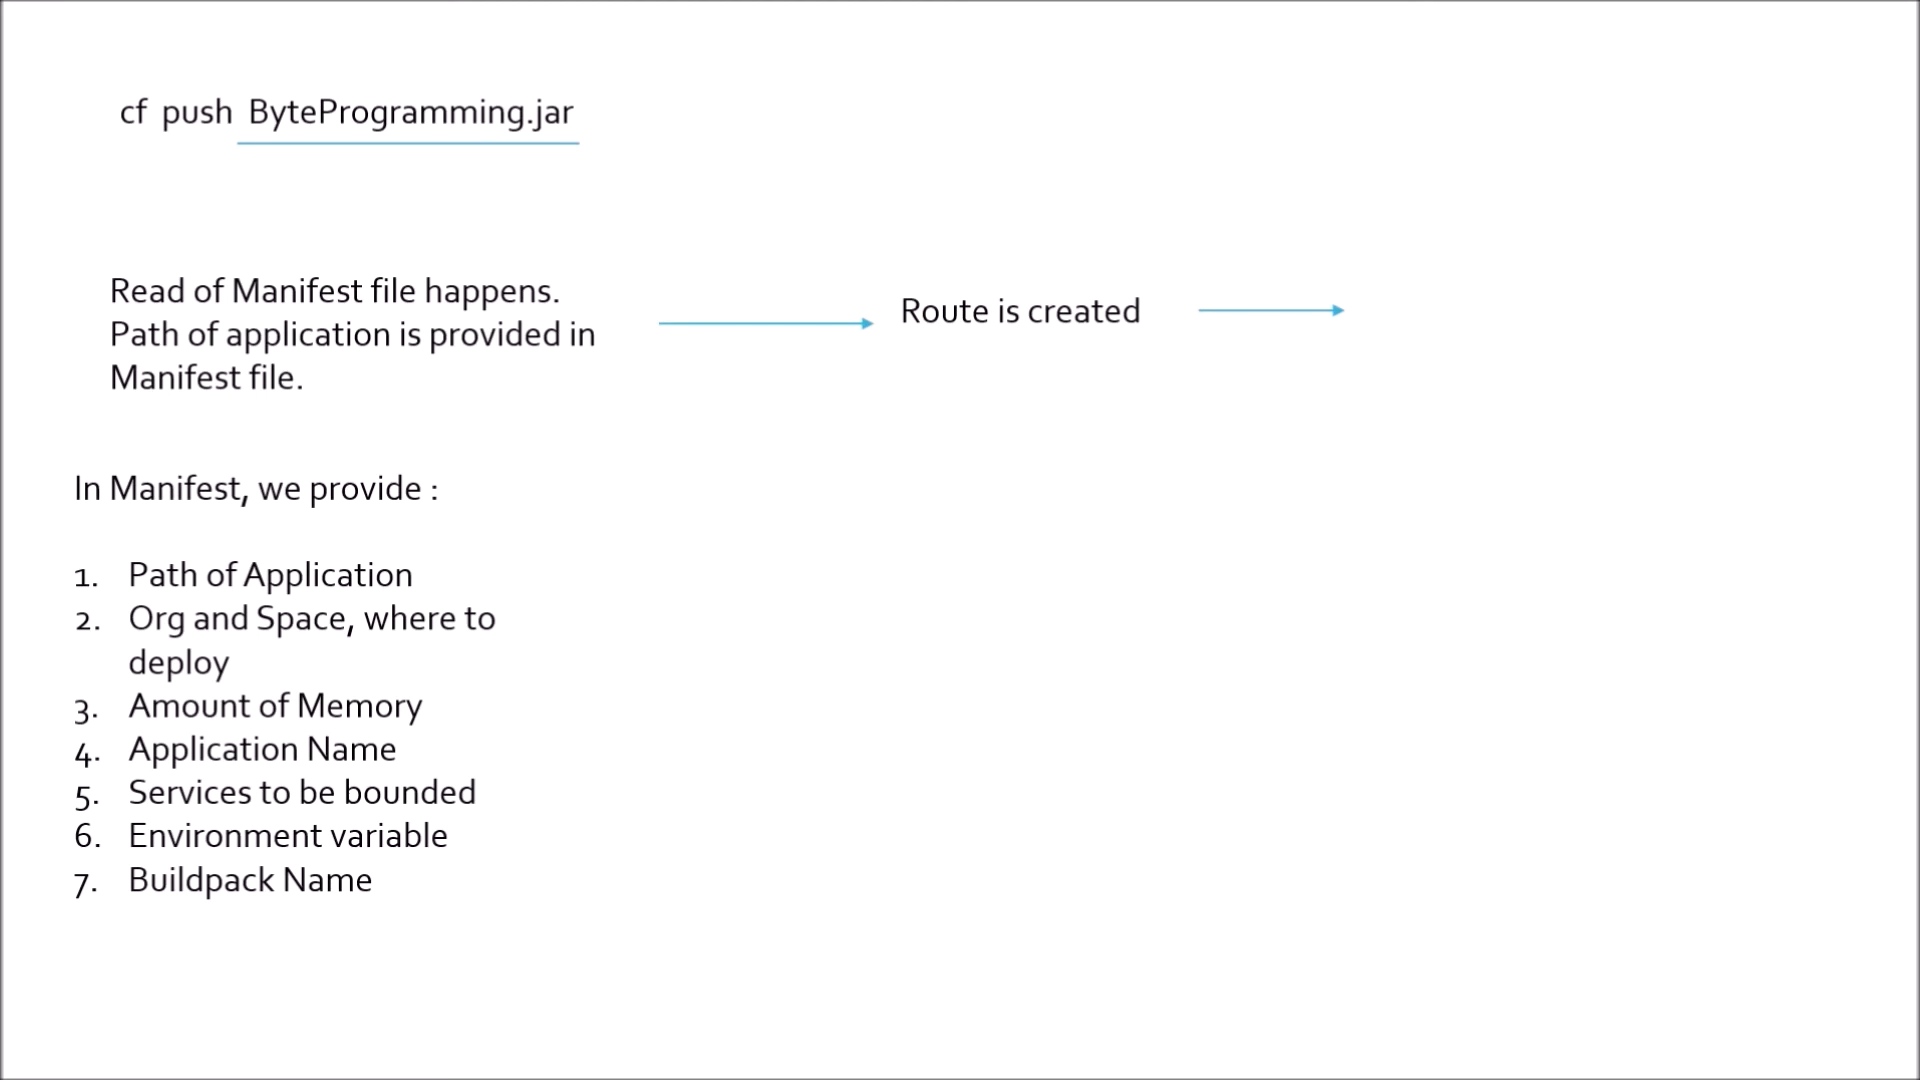 cf push ByteProgramming.jar
Read of Manifest file happens.
Path of application is provided in
Manifest file.
Route is created
In Manifest, we provide :
1. Path of Application
2. Org and Space, where to
deploy
3. Amount of Memory
4. Application Name
5. Services to be bounded
6. Environment variable
7. Buildpack Name